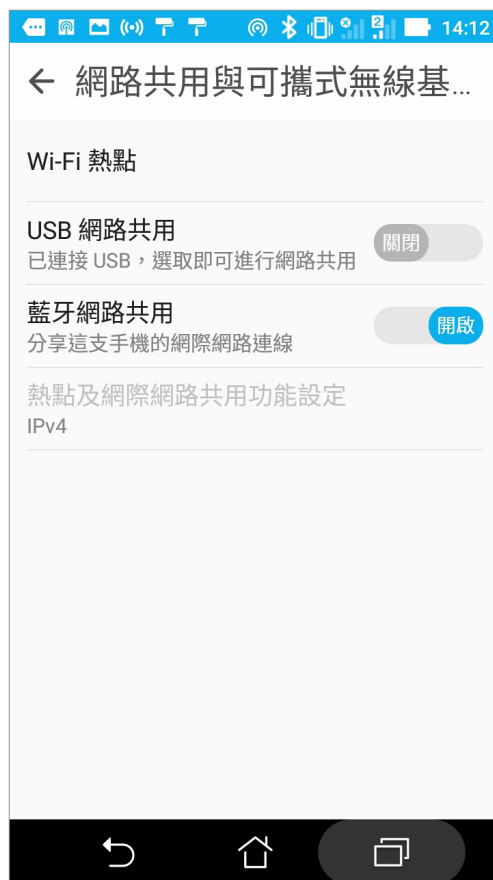 2
14:12
網路共用與可攜式無線基...
Wi-Fi 熱點
USB 網路共用
關閉
已連接 USB，選取即可進行網路共用
藍牙網路共用
開啟
分享這支手機的網際網路連線
熱點及網際網路共用功能設定
IPv4